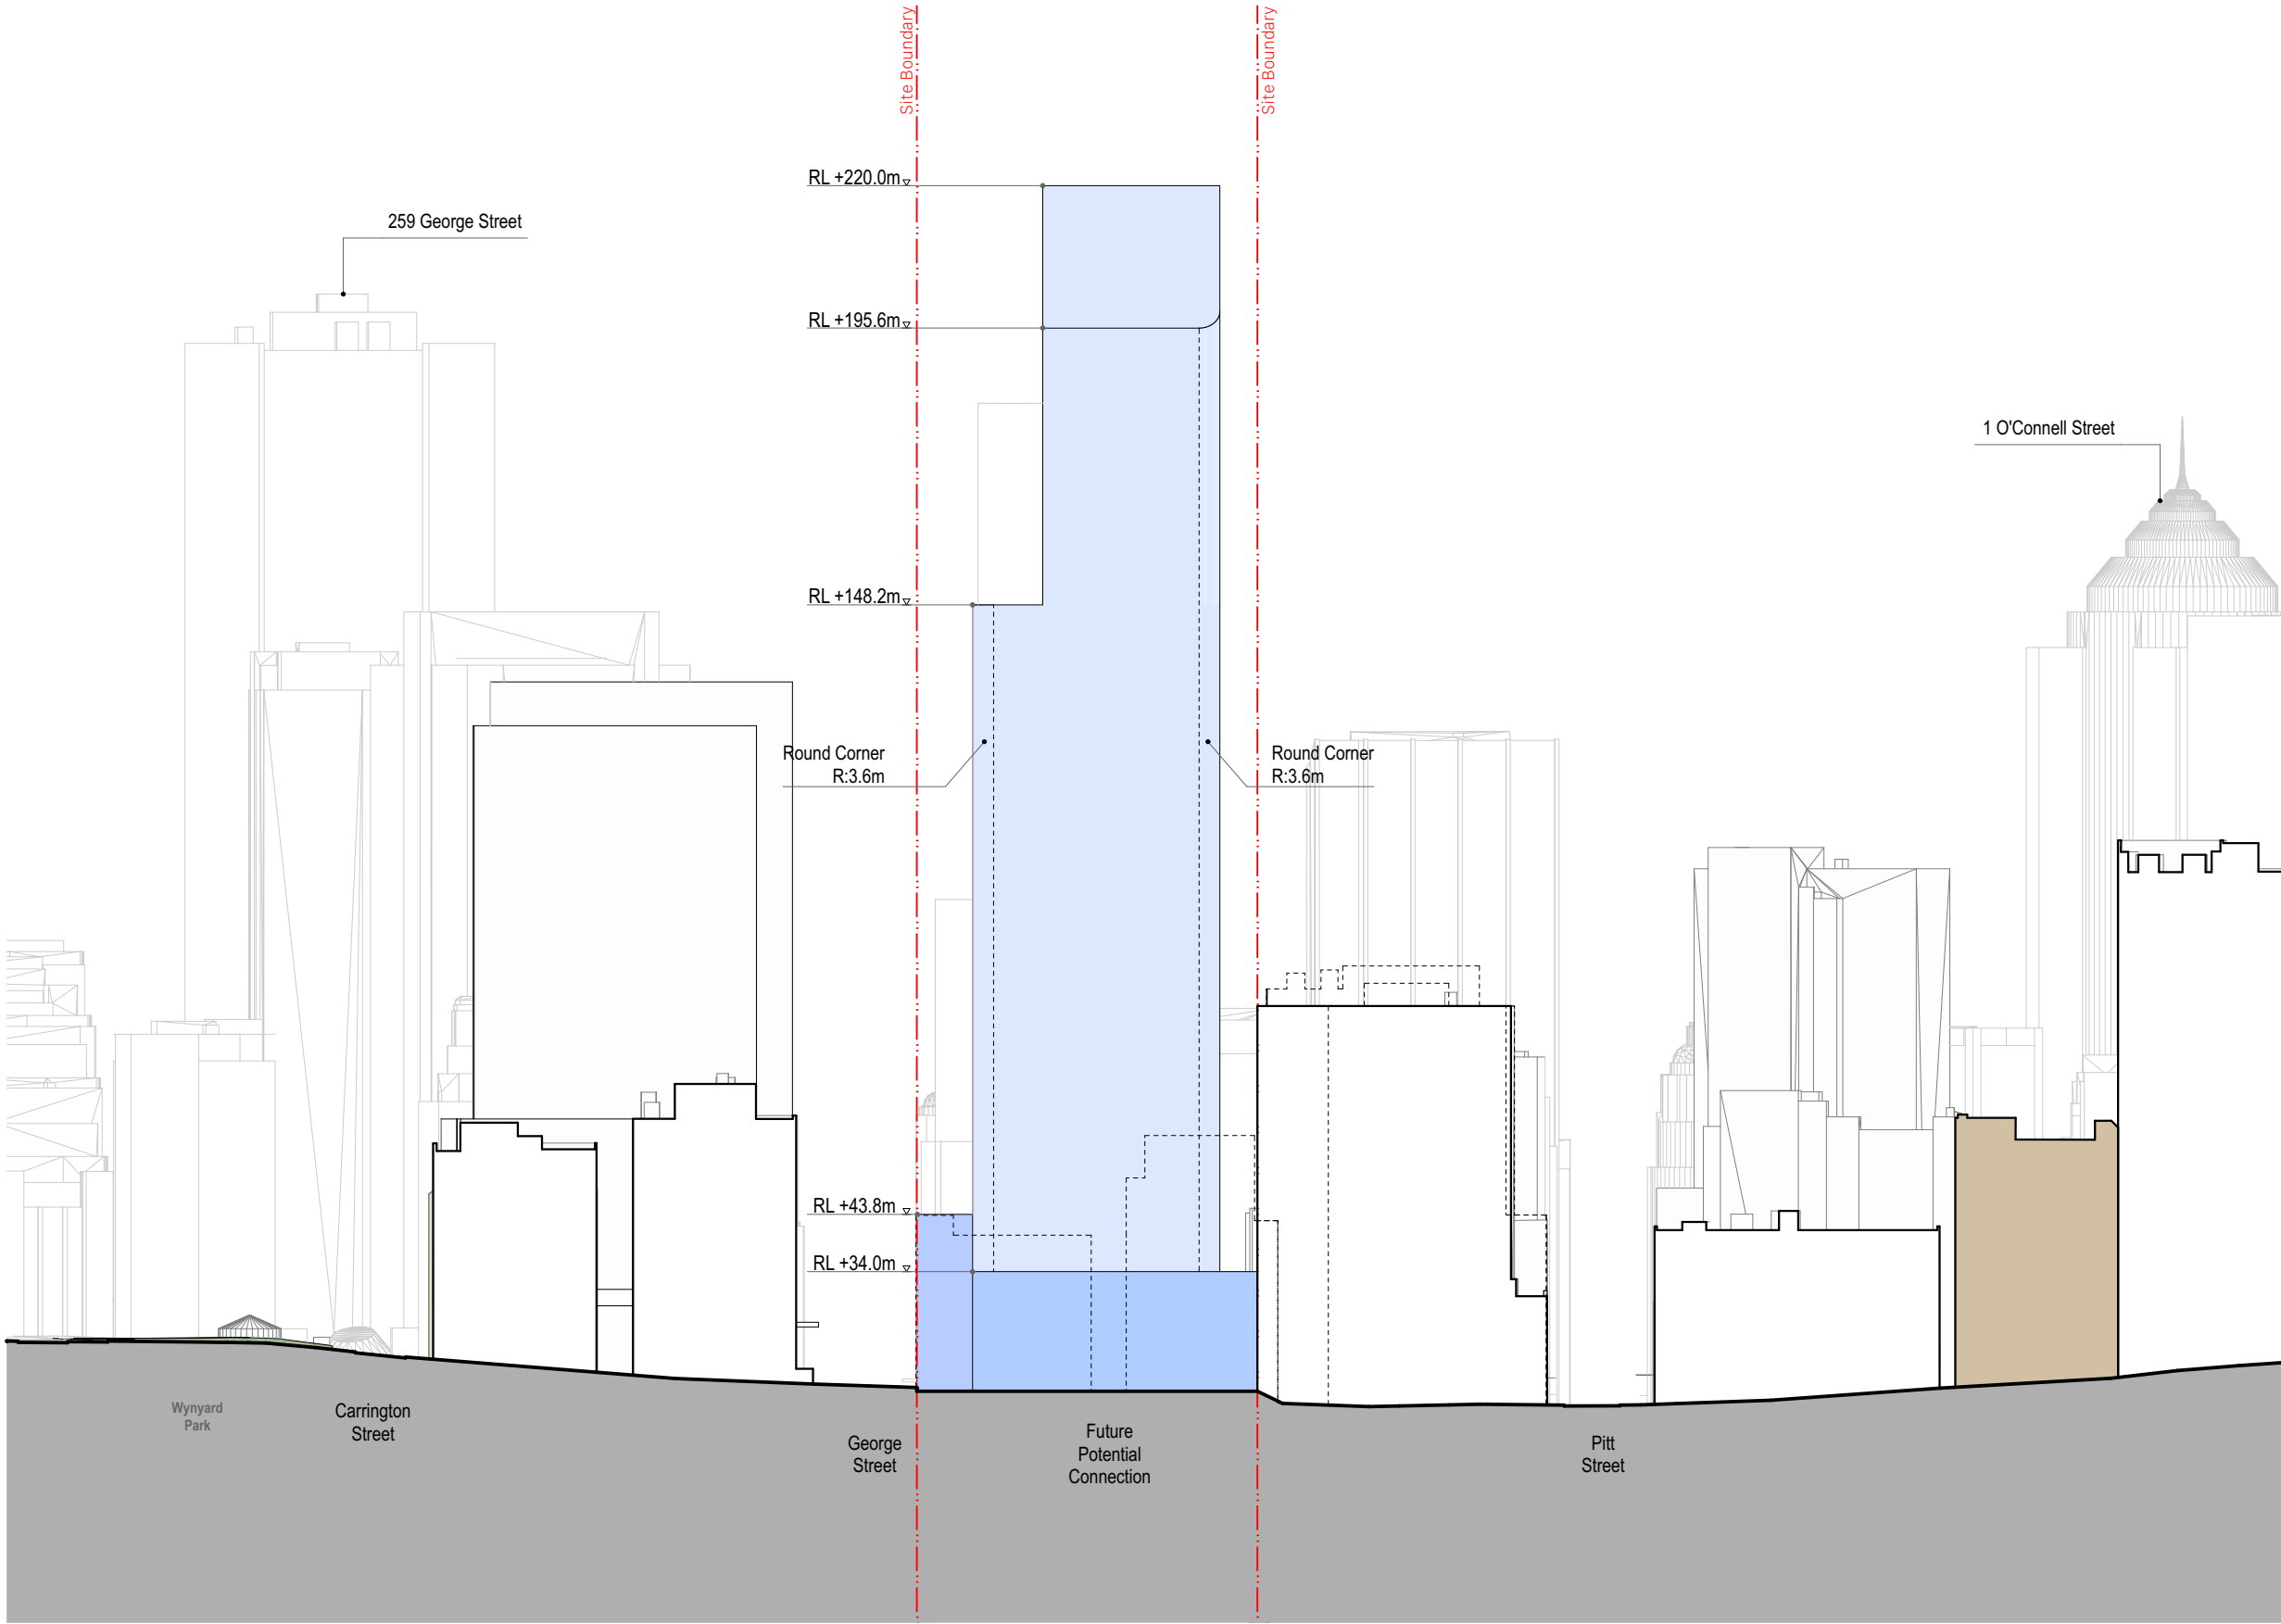 Site Boundary
Site Boundary
RL +220.0m
259 George Street
RL +195.6m
1 O'Connell Street
RL +148.2m
Round Corner
R:3.6m
Round Corner
R:3.6m
RL +43.8m
RL +34.0m
Wynyard
Park
Carrington
Street
George
Street
Future
Potential
Connection
Pitt
Street